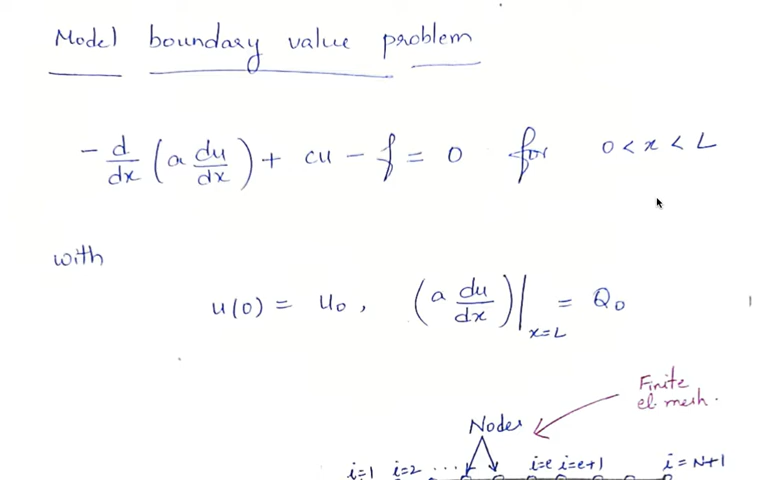 Model boundary value problem
- d/dx (a du/dx) + cu - f = 0 for 0 < x < L
with
u(0) = u₀, (a du/dx)|ₓ₌L = Q₀
Finite
el. mesh.
Nodes
i=1 i=2 ... i=e i=e+1 i=N+1